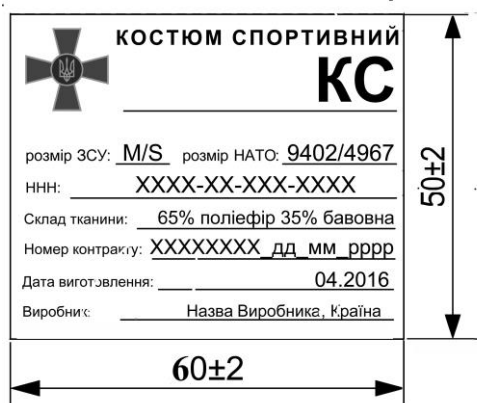 КОСТЮМ СПОРТИВНИЙ
КС
розмір ЗСУ: M/S розмір НАТО: 9402/4967
ННН: XXXX-XX-XXX-XXXX
Склад тканини: 65% поліефір 35% бавовна
Номер контракту: XXXXXXXX_дд_мм_рррр
Дата виготовлення: 04.2016
Виробник: Назва Виробника, Країна
50±2
60±2